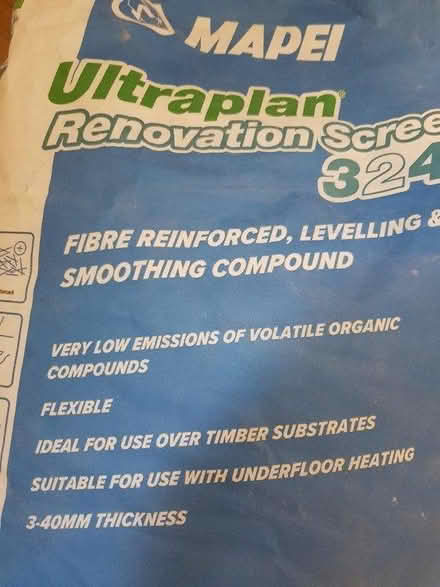 MAPEI
Ultraplan
Renovation Scree
324
FIBRE REINFORCED, LEVELLING &
SMOOTHING COMPOUND
VERY LOW EMISSIONS OF VOLATILE ORGANIC
COMPOUNDS
FLEXIBLE
IDEAL FOR USE OVER TIMBER SUBSTRATES
SUITABLE FOR USE WITH UNDERFLOOR HEATING
3-40MM THICKNESS